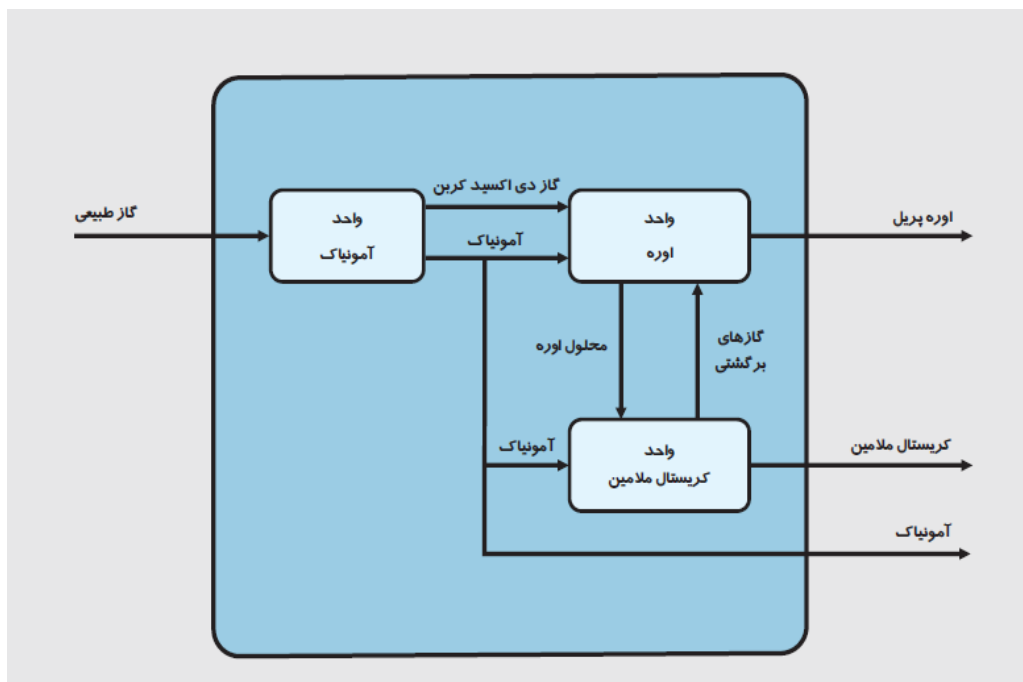 گاز طبیعی
واحد
آمونیاک
گاز دی اکسید کربن
آمونیاک
واحد
اوره
اوره پریل
محلول اوره
گازهای
برگشتی
آمونیاک
واحد
کریستال ملامین
کریستال ملامین
آمونیاک